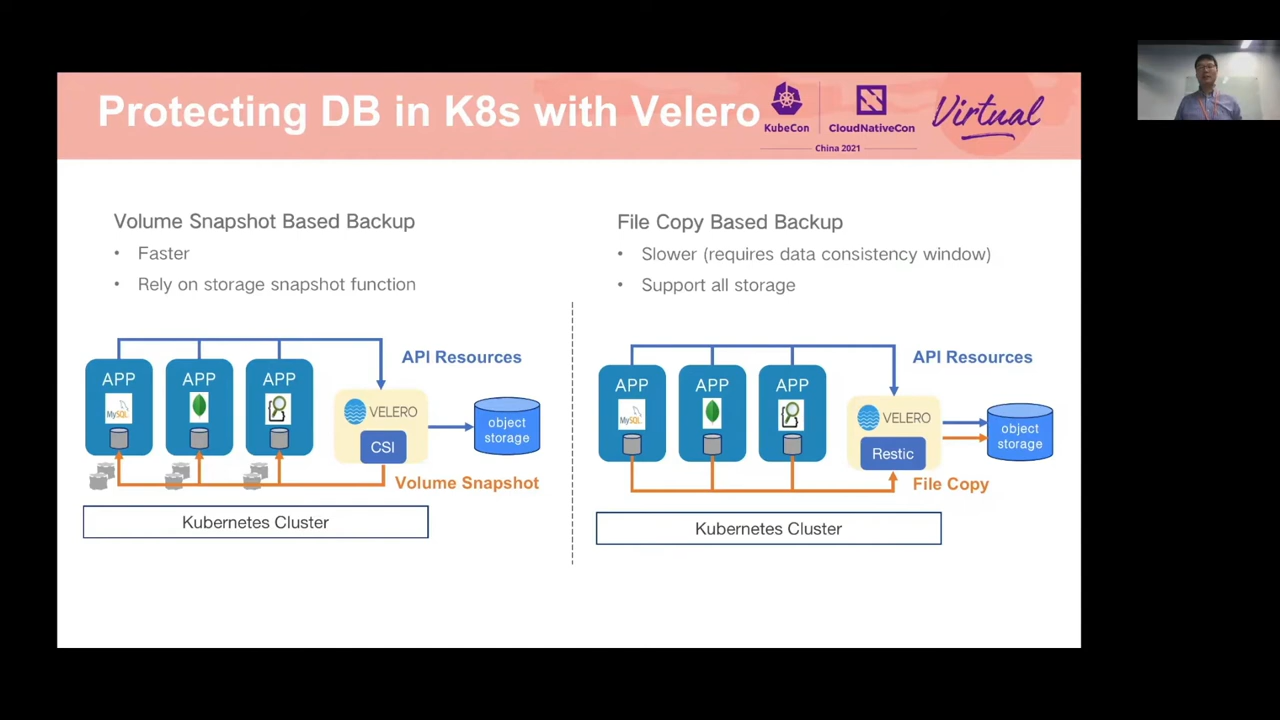 Protecting DB in K8s with Velero
KubeCon
CloudNativeCon
China 2021
Virtual
Volume Snapshot Based Backup
• Faster
• Rely on storage snapshot function
APP
APP
APP
MySQL
API Resources
VELERO
CSI
object
storage
Volume Snapshot
Kubernetes Cluster
File Copy Based Backup
• Slower (requires data consistency window)
• Support all storage
APP
APP
APP
MySQL
API Resources
VELERO
Restic
object
storage
File Copy
Kubernetes Cluster